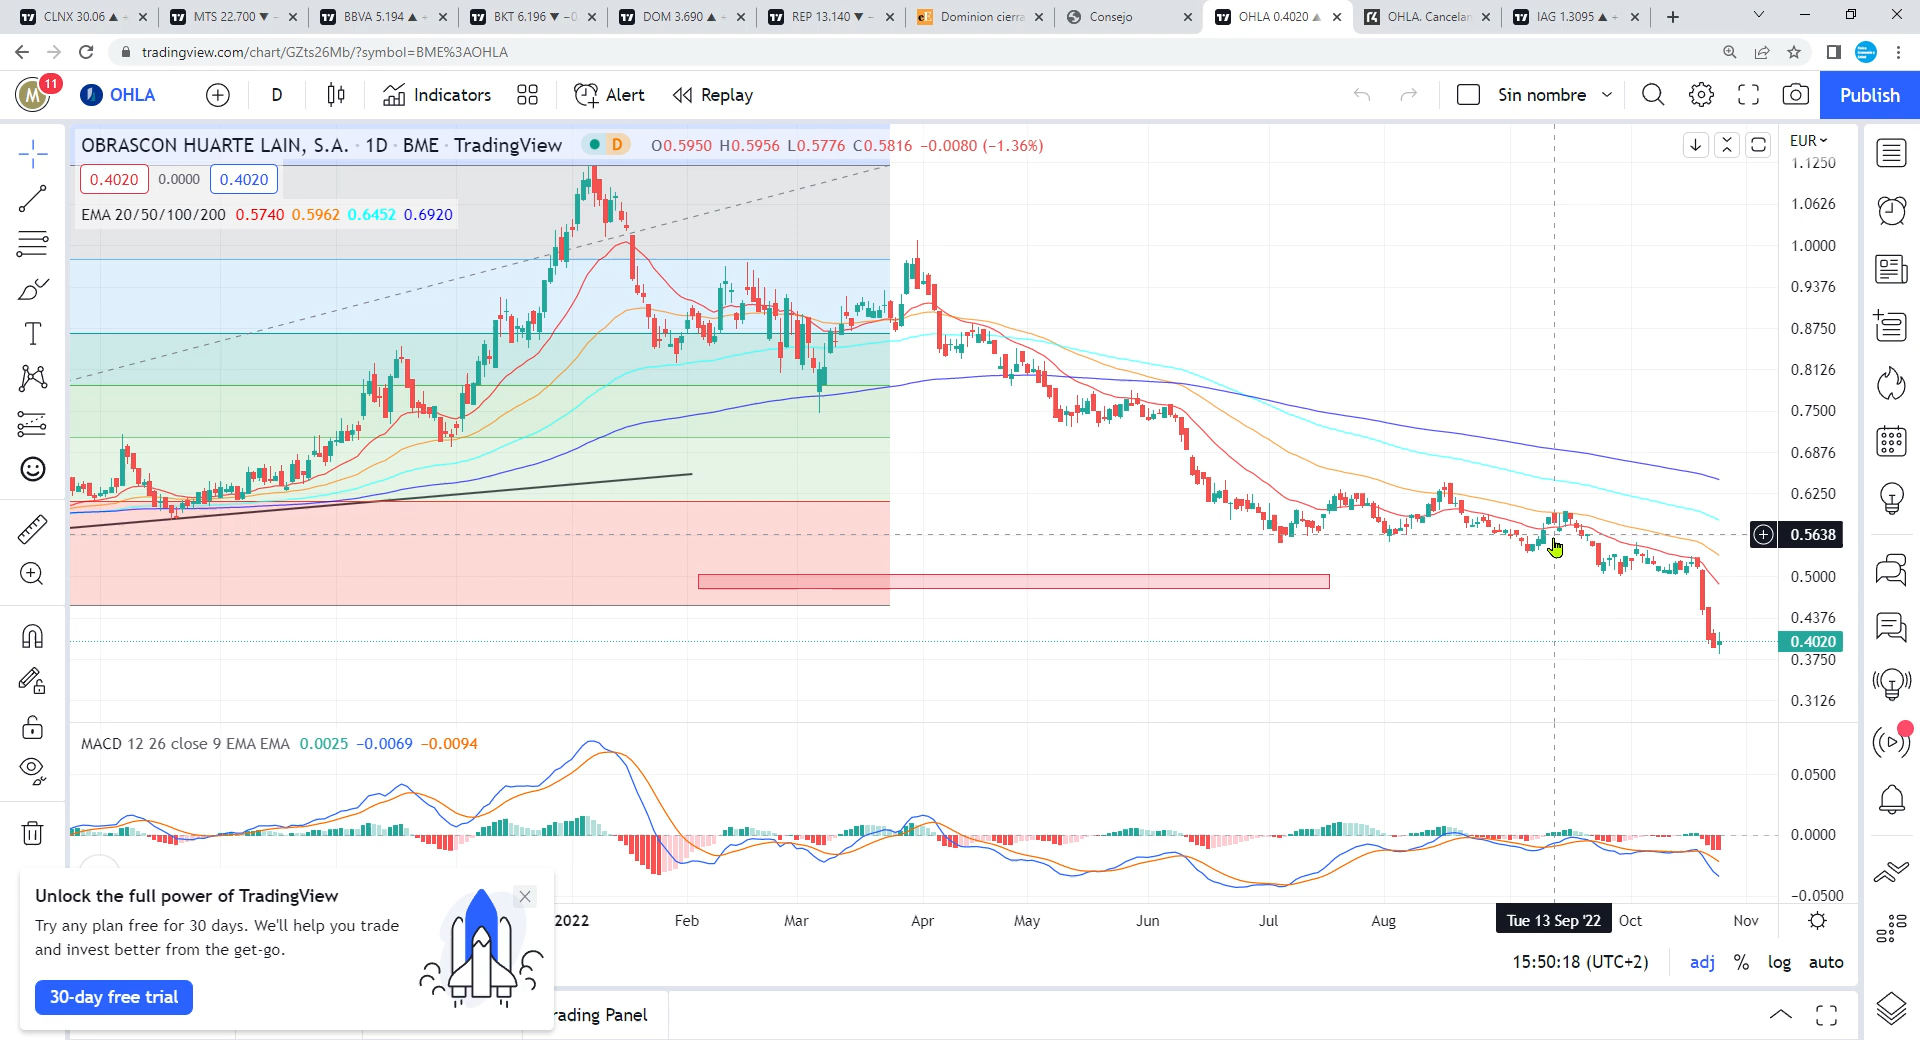 CLNX 30.06 ▲ +
MTS 22.700 ▼ −
BBVA 5.194 ▲ +
BKT 6.196 ▼ −0
DOM 3.690 ▲ +
REP 13.140 ▼ −
Dominion cierra
Consejo
OHLA 0.4020 ▲
OHLA. Cancelan
IAG 1.3095 ▲ +
tradingview.com/chart/GZts26Mb/?symbol=BME%3AOHLA
M 11
OHLA
D
Indicators
Alert
Replay
Sin nombre
Publish
OBRASCON HUARTE LAIN, S.A. · 1D · BME · TradingView D O0.5950 H0.5956 L0.5776 C0.5816 −0.0080 (−1.36%)
EUR
0.4020 0.0000 0.4020
EMA 20/50/100/200 0.5740 0.5962 0.6452 0.6920
1.1250
1.0626
1.0000
0.9376
0.8750
0.8126
0.7500
0.6876
0.6250
0.5638
0.5000
0.4376
0.4020
0.3750
0.3126
MACD 12 26 close 9 EMA EMA 0.0025 −0.0069 −0.0094
0.0500
0.0000
−0.0500
Unlock the full power of TradingView
Try any plan free for 30 days. We'll help you trade
and invest better from the get-go.
30-day free trial
2022 Feb Mar Apr May Jun Jul Aug Tue 13 Sep '22 Oct Nov
15:50:18 (UTC+2) adj % log auto
rading Panel